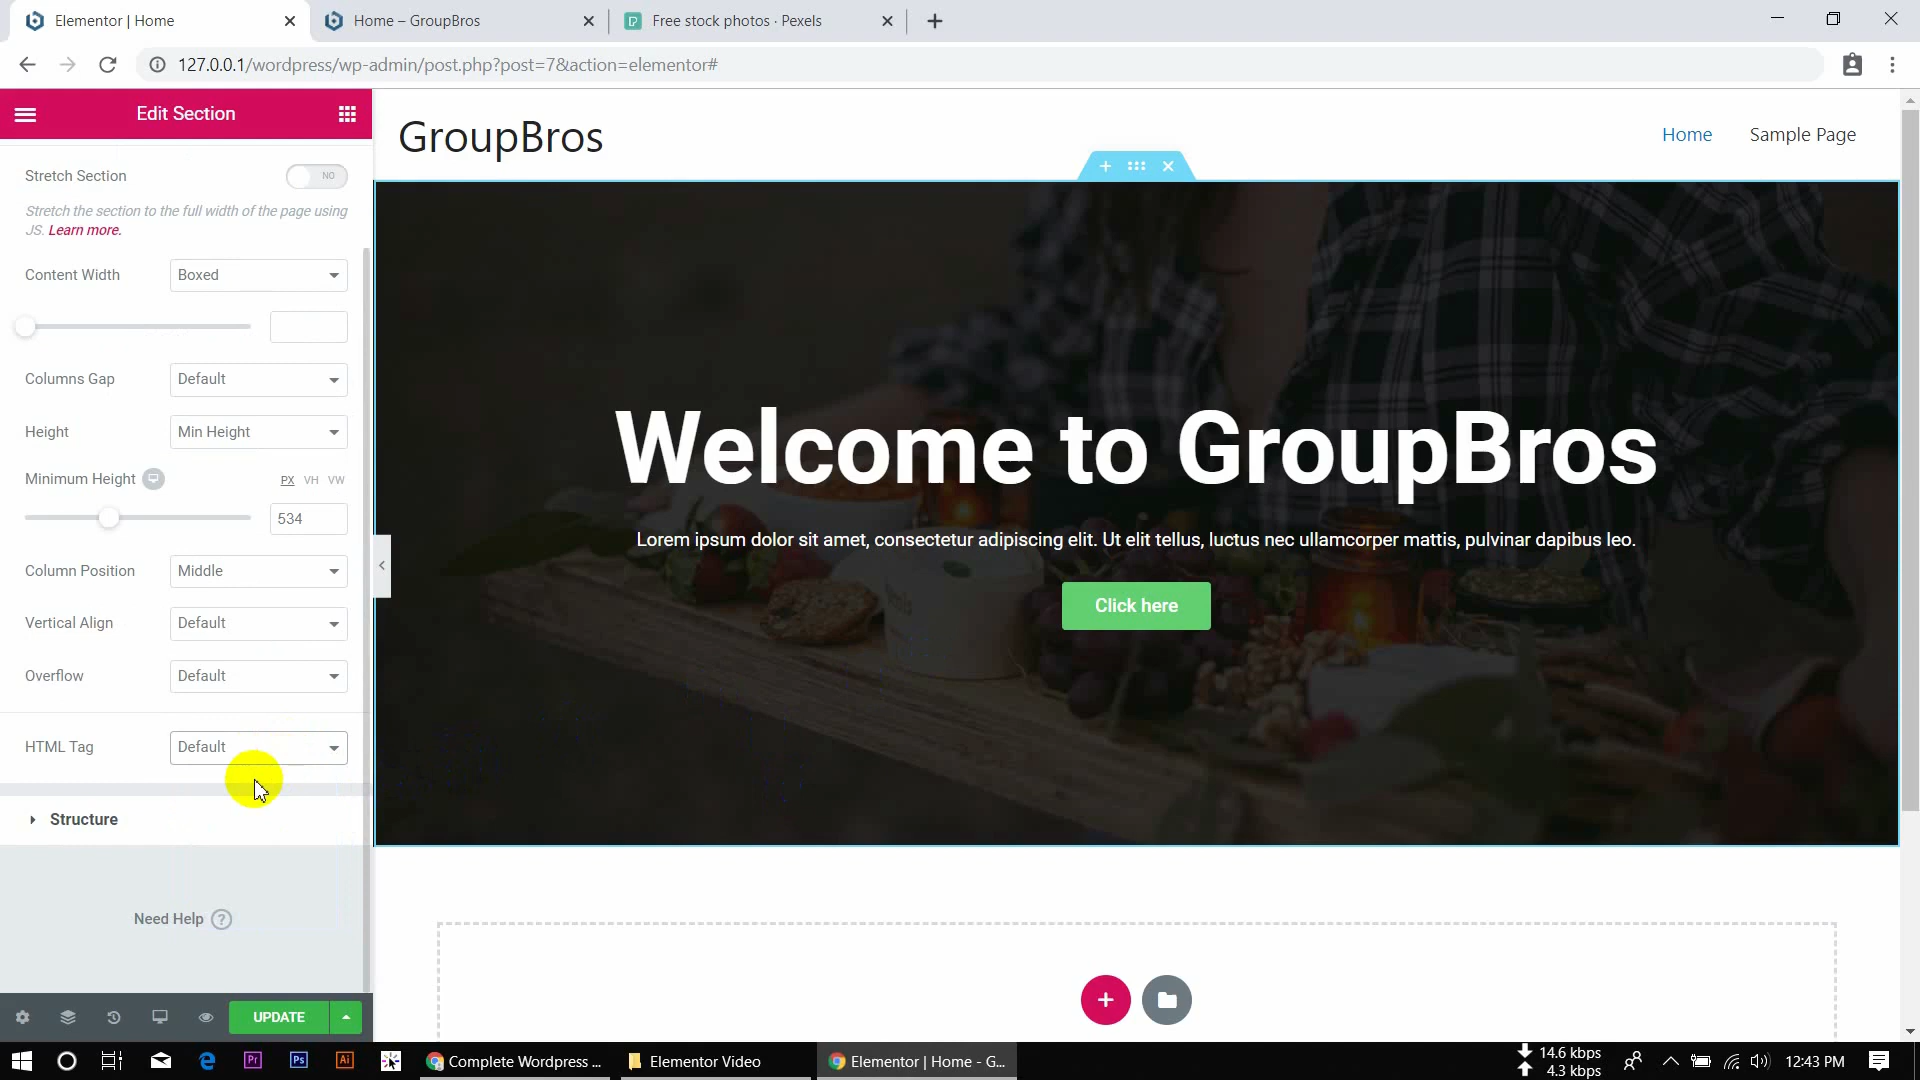 Elementor | Home
Home – GroupBros
Free stock photos · Pexels
127.0.0.1/wordpress/wp-admin/post.php?post=7&action=elementor#
Edit Section
Stretch Section
NO
Stretch the section to the full width of the page using
JS. Learn more.
Content Width
Boxed
Columns Gap
Default
Height
Min Height
Minimum Height
PX VH VW
534
Column Position
Middle
Vertical Align
Default
Overflow
Default
HTML Tag
Default
Structure
Need Help ?
UPDATE
GroupBros
Home
Sample Page
Welcome to GroupBros
Lorem ipsum dolor sit amet, consectetur adipiscing elit. Ut elit tellus, luctus nec ullamcorper mattis, pulvinar dapibus leo.
Click here
Pr
Ps
Ai
Complete Wordpress ...
Elementor Video
Elementor | Home - G...
14.6 kbps
4.3 kbps
12:43 PM